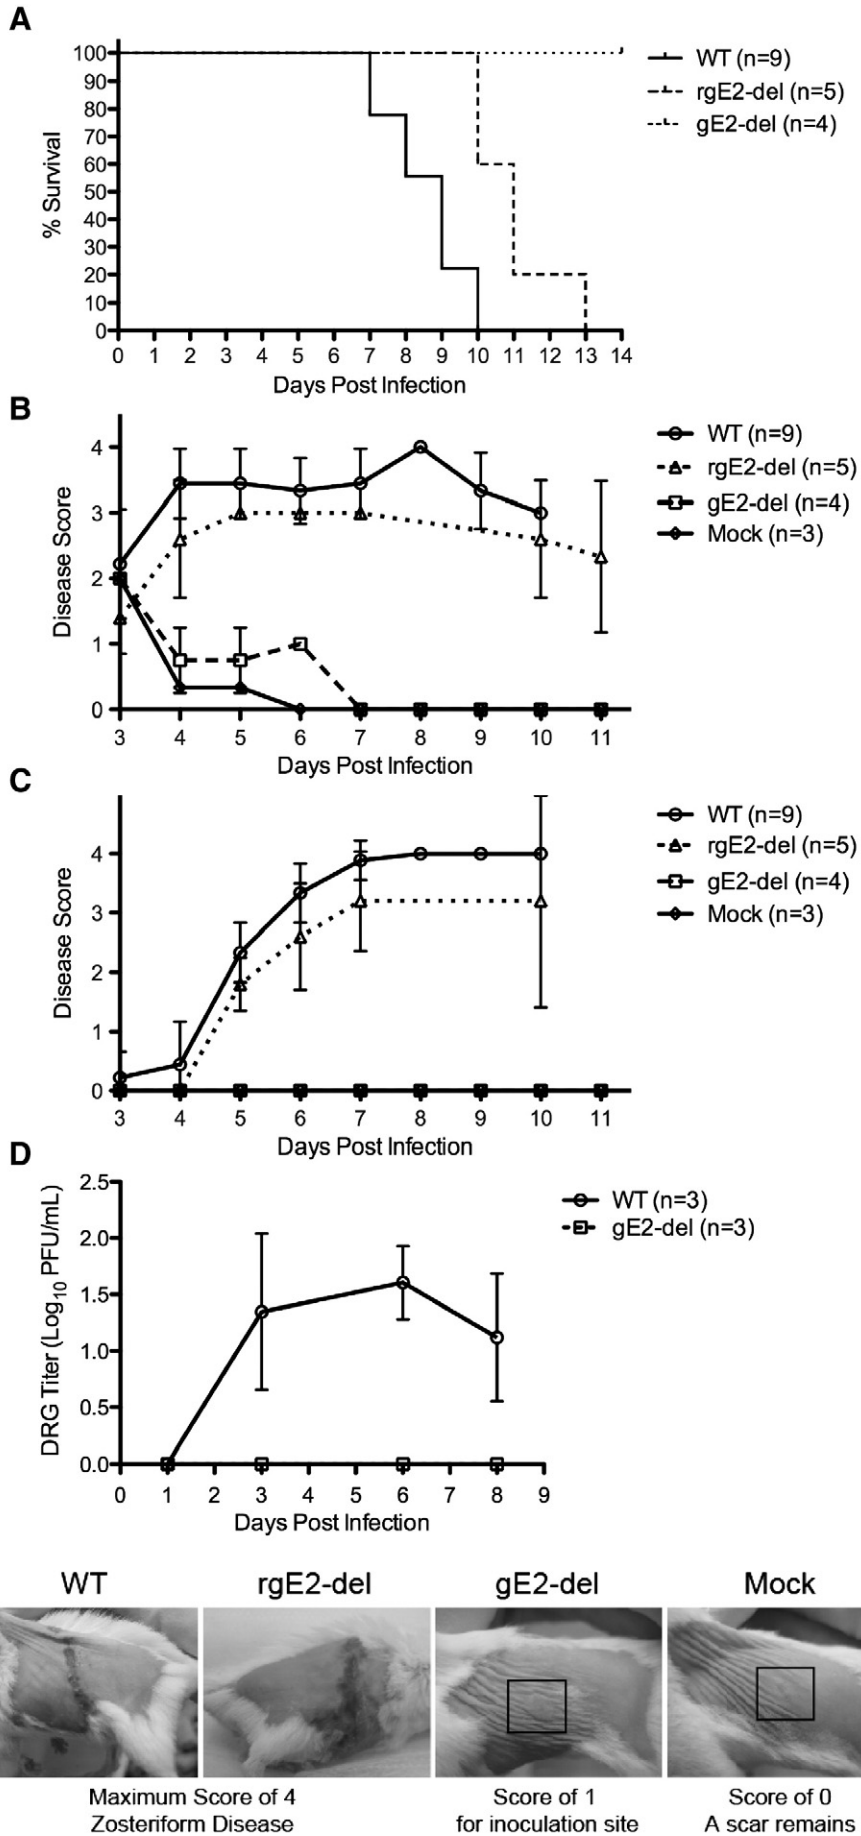 A
100
90
80
70
60
50
40
30
20
10
0
% Survival
0 1 2 3 4 5 6 7 8 9 10 11 12 13 14
Days Post Infection
WT (n=9)
rgE2-del (n=5)
gE2-del (n=4)
B
4
3
2
1
0
Disease Score
3 4 5 6 7 8 9 10 11
Days Post Infection
WT (n=9)
rgE2-del (n=5)
gE2-del (n=4)
Mock (n=3)
C
4
3
2
1
0
Disease Score
3 4 5 6 7 8 9 10 11
Days Post Infection
WT (n=9)
rgE2-del (n=5)
gE2-del (n=4)
Mock (n=3)
D
2.5
2.0
1.5
1.0
0.5
0.0
DRG Titer (Log10 PFU/mL)
0 1 2 3 4 5 6 7 8 9
Days Post Infection
WT (n=3)
gE2-del (n=3)
WT rgE2-del gE2-del Mock
Maximum Score of 4 Score of 1 Score of 0
Zosteriform Disease for inoculation site A scar remains